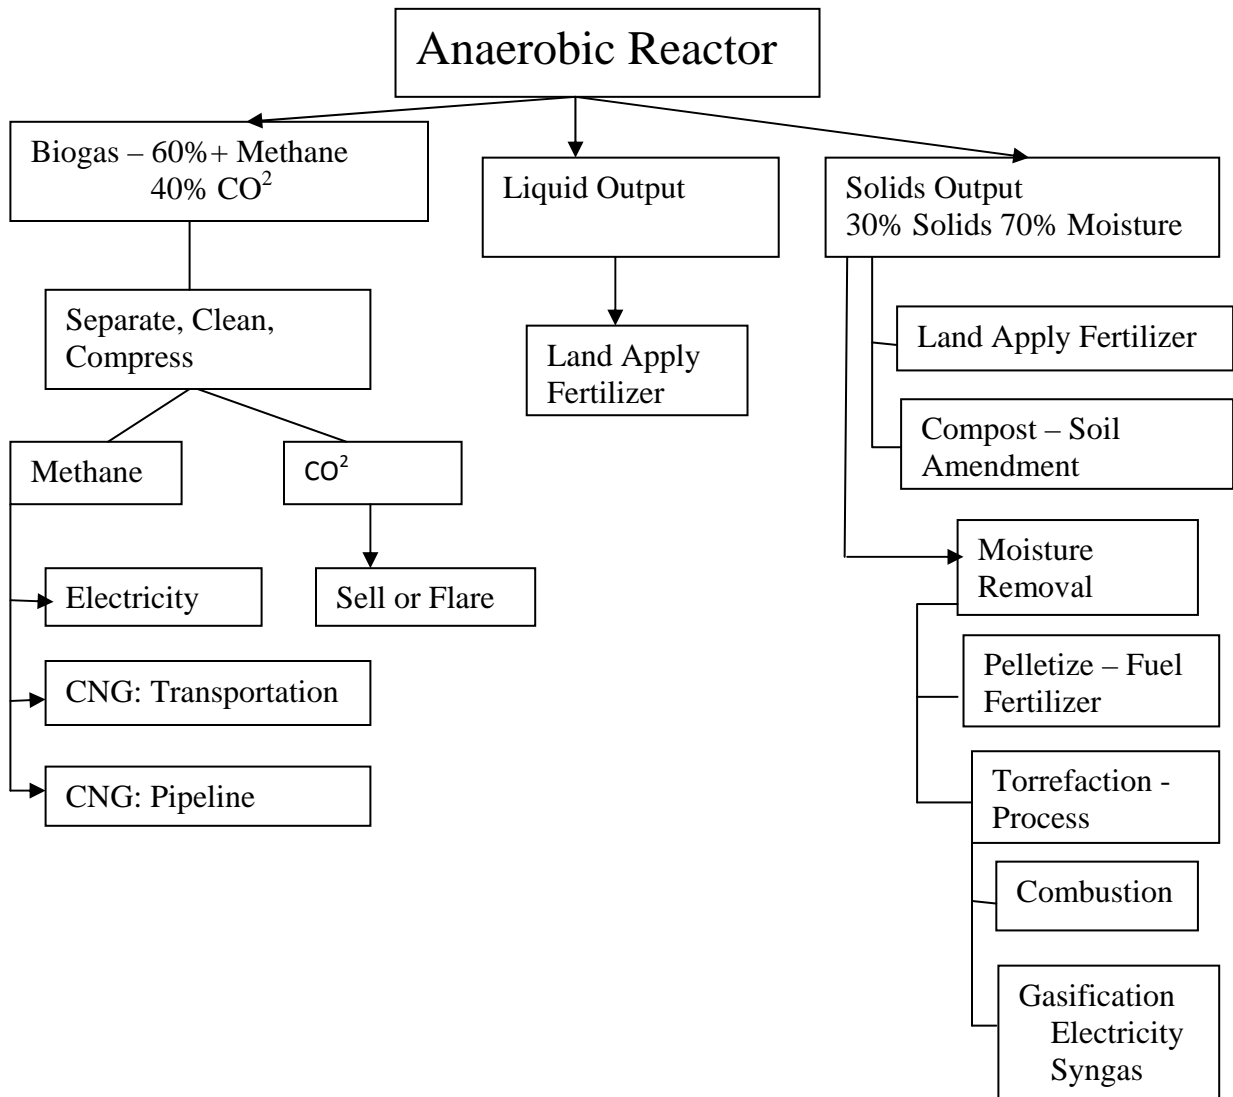 Anaerobic Reactor
Biogas – 60%+ Methane
40% CO²
Liquid Output
Solids Output
30% Solids 70% Moisture
Separate, Clean,
Compress
Land Apply
Fertilizer
Land Apply Fertilizer
Compost – Soil
Amendment
Methane
CO²
Moisture
Removal
Electricity
Sell or Flare
CNG: Transportation
Pelletize – Fuel
Fertilizer
CNG: Pipeline
Torrefaction -
Process
Combustion
Gasification
Electricity
Syngas